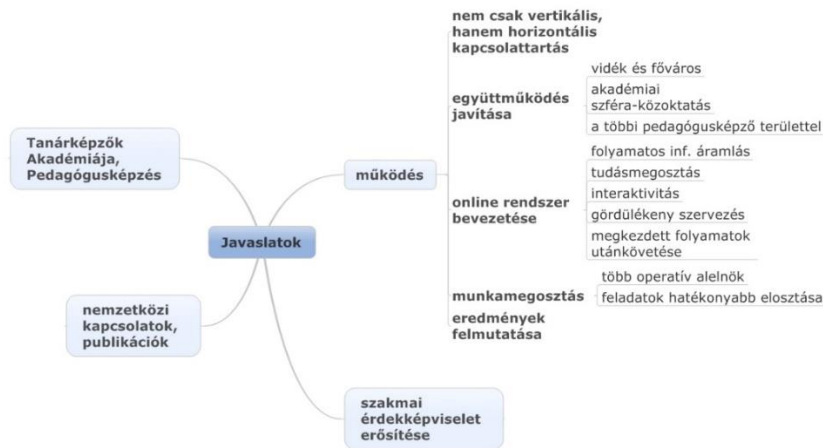 Javaslatok
Tanárképzők
Akadémiája,
Pedagógusképzés
nemzetközi
kapcsolatok,
publikációk
működés
nem csak vertikális,
hanem horizontális
kapcsolattartás
együttműködés
javítása
vidék és főváros
akadémiai
szféra-közoktatás
a többi pedagógusképző területtel
online rendszer
bevezetése
folyamatos inf. áramlás
tudásmegosztás
interaktivitás
gördülékeny szervezés
megkezdett folyamatok
utánkövetése
munkamegosztás
több operatív alelnök
feladatok hatékonyabb elosztása
eredmények
felmutatása
szakmai
érdekképviselet
erősítése